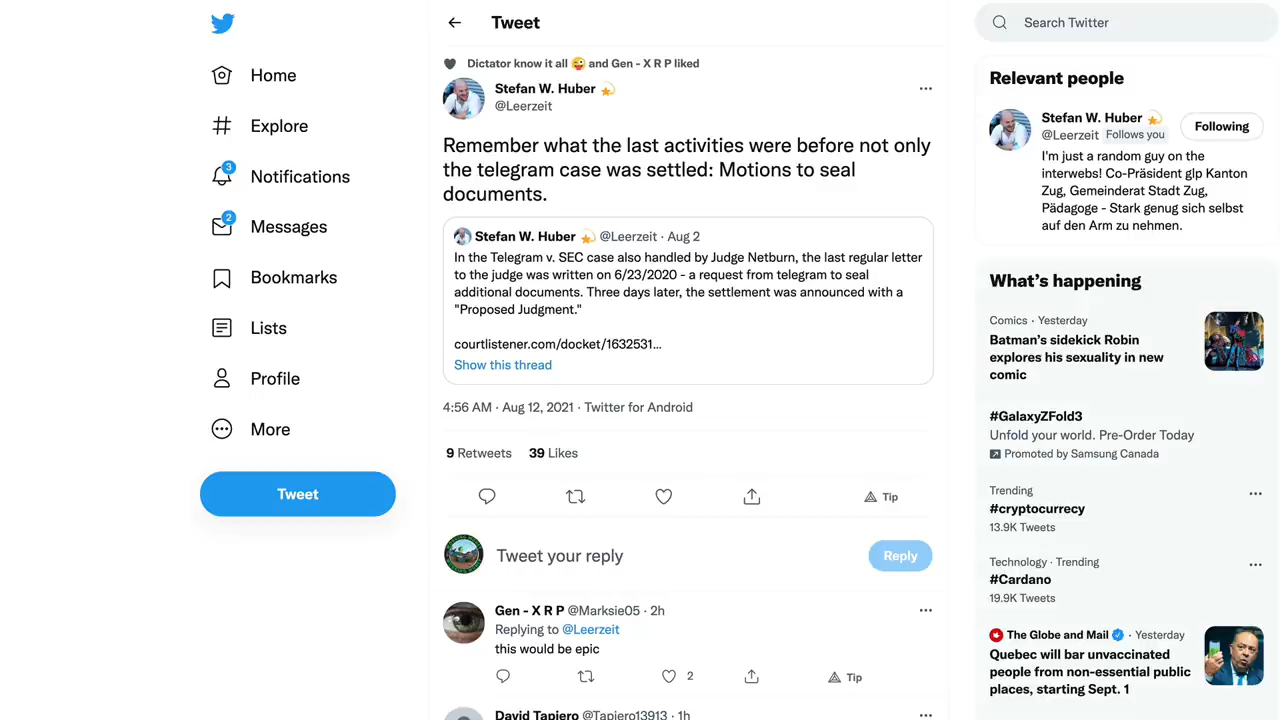 Home
Explore
3
Notifications
2
Messages
Bookmarks
Lists
Profile
More
Tweet
Tweet
Dictator know it all 😜 and Gen - X R P liked
Stefan W. Huber 💫
@Leerzeit
Remember what the last activities were before not only
the telegram case was settled: Motions to seal
documents.
Stefan W. Huber 💫 @Leerzeit · Aug 2
In the Telegram v. SEC case also handled by Judge Netburn, the last regular letter
to the judge was written on 6/23/2020 - a request from telegram to seal
additional documents. Three days later, the settlement was announced with a
"Proposed Judgment."
courtlistener.com/docket/1632531...
Show this thread
4:56 AM · Aug 12, 2021 · Twitter for Android
9 Retweets 39 Likes
Tip
Tweet your reply
Reply
Gen - X R P @Marksie05 · 2h
Replying to @Leerzeit
this would be epic
2
Tip
David Tapiero @Tapiero13913 · 1h
Search Twitter
Relevant people
Stefan W. Huber 💫
@Leerzeit Follows you
Following
I'm just a random guy on the
interwebs! Co-Präsident glp Kanton
Zug, Gemeinderat Stadt Zug,
Pädagoge - Stark genug sich selbst
auf den Arm zu nehmen.
What's happening
Comics · Yesterday
Batman's sidekick Robin
explores his sexuality in new
comic
#GalaxyZFold3
Unfold your world. Pre-Order Today
Promoted by Samsung Canada
Trending
#cryptocurrecy
13.9K Tweets
Technology · Trending
#Cardano
19.9K Tweets
The Globe and Mail · Yesterday
Quebec will bar unvaccinated
people from non-essential public
places, starting Sept. 1